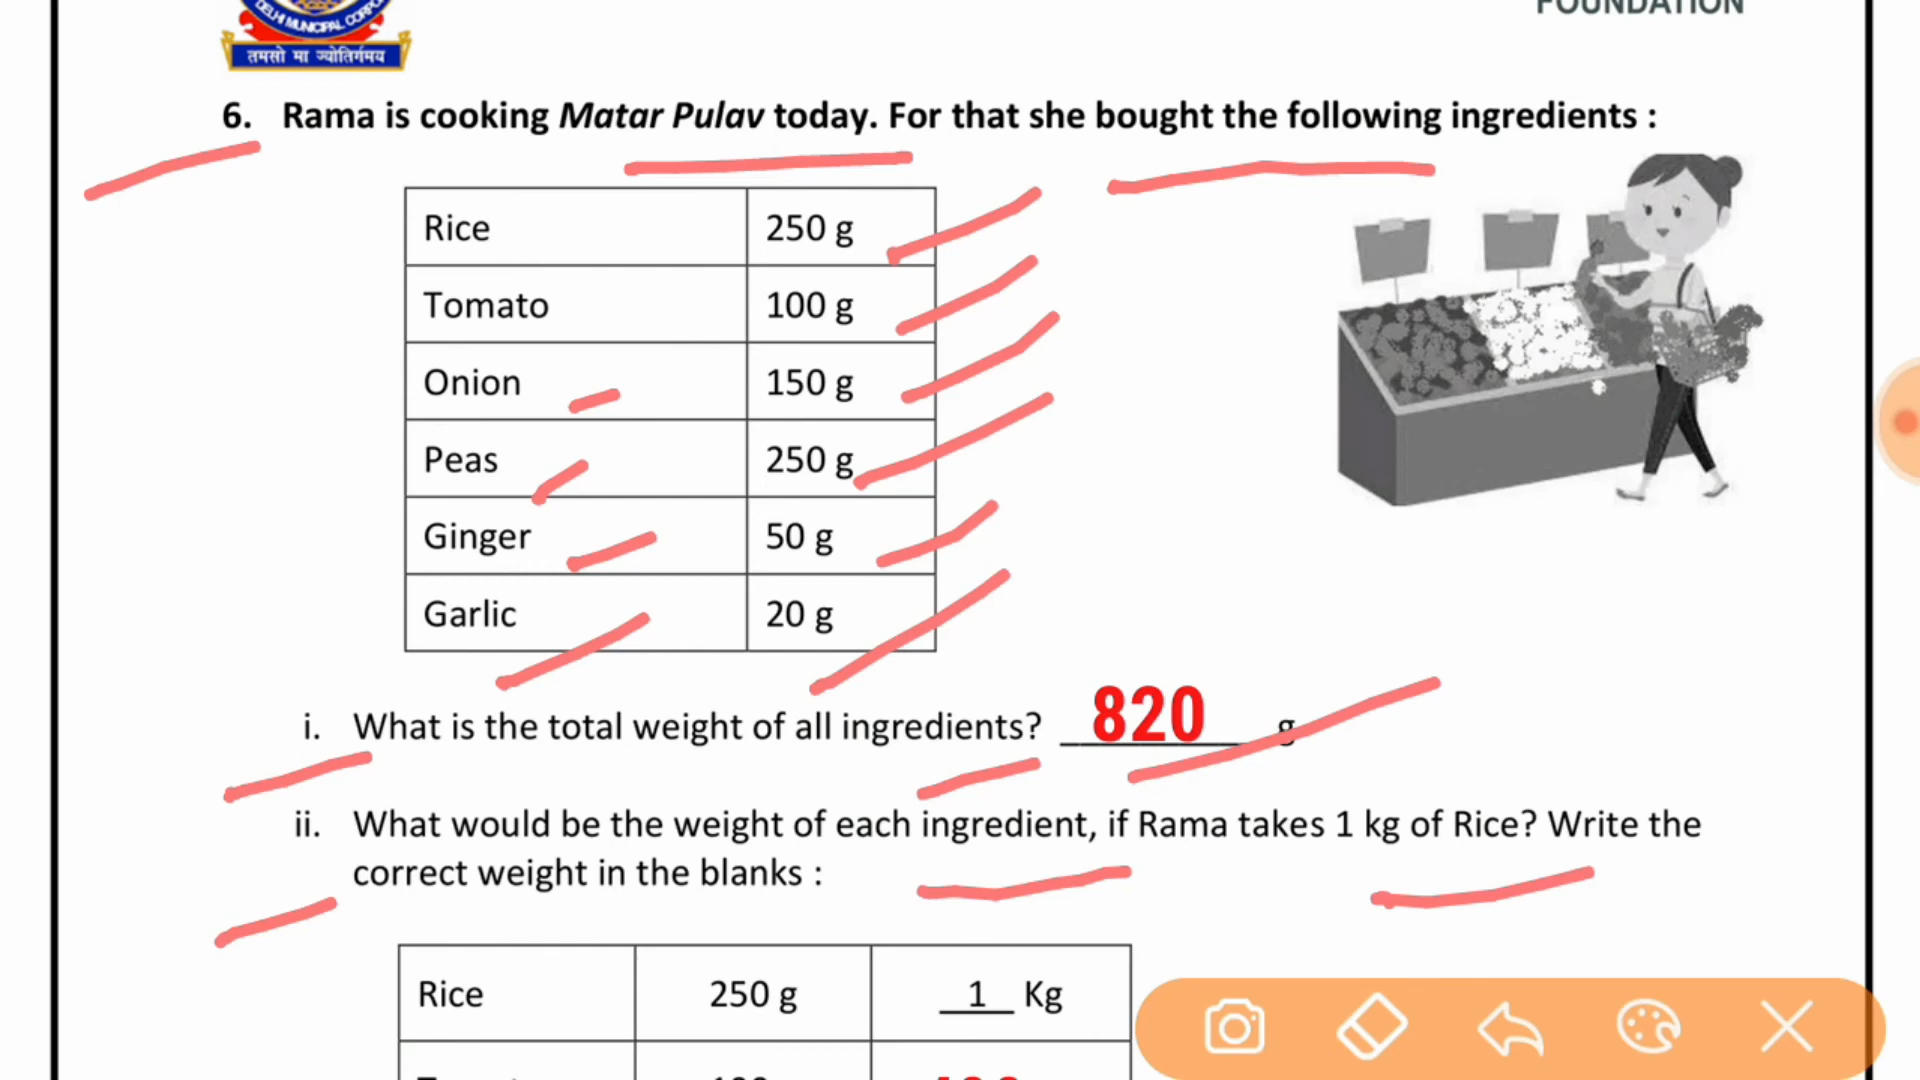 DELHI MUNICIPAL CORPO
तमसो मा ज्योतिर्गमय
FOUNDATION
6. Rama is cooking Matar Pulav today. For that she bought the following ingredients :
Rice 250 g
Tomato 100 g
Onion 150 g
Peas 250 g
Ginger 50 g
Garlic 20 g
i. What is the total weight of all ingredients? 820 g
ii. What would be the weight of each ingredient, if Rama takes 1 kg of Rice? Write the
correct weight in the blanks :
Rice 250 g 1 Kg